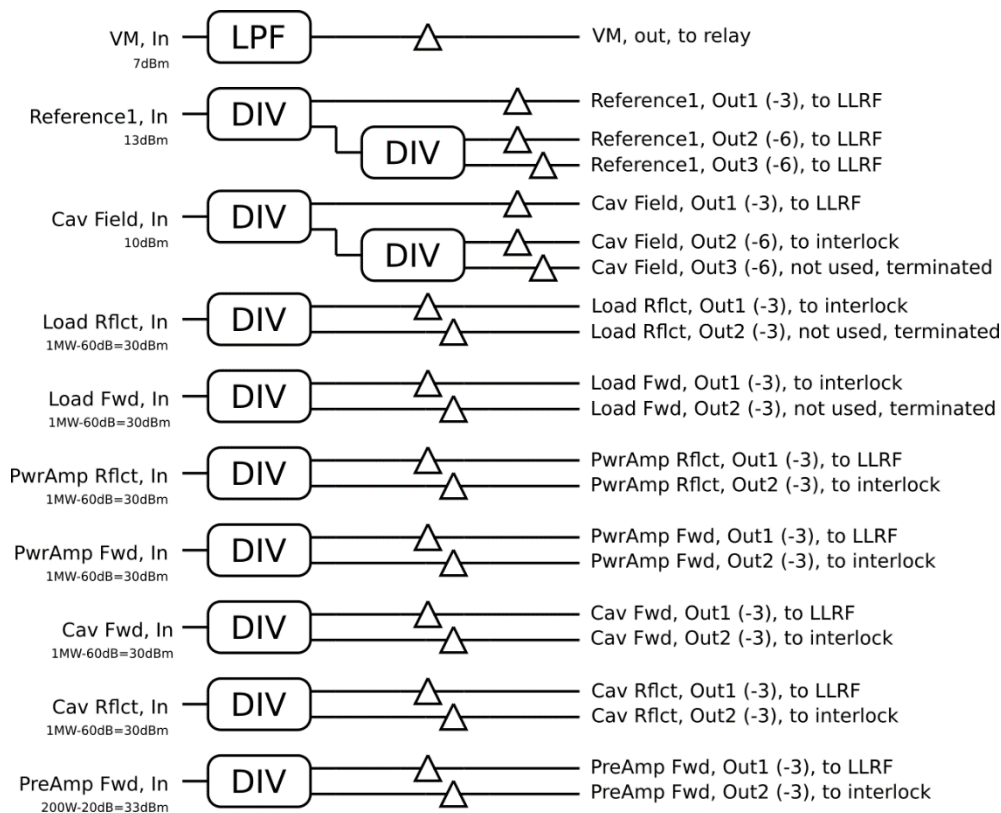 VM, In
7dBm
LPF
VM, out, to relay
Reference1, In
13dBm
DIV
DIV
Reference1, Out1 (-3), to LLRF
Reference1, Out2 (-6), to LLRF
Reference1, Out3 (-6), to LLRF
Cav Field, In
10dBm
DIV
DIV
Cav Field, Out1 (-3), to LLRF
Cav Field, Out2 (-6), to interlock
Cav Field, Out3 (-6), not used, terminated
Load Rflct, In
1MW-60dB=30dBm
DIV
Load Rflct, Out1 (-3), to interlock
Load Rflct, Out2 (-3), not used, terminated
Load Fwd, In
1MW-60dB=30dBm
DIV
Load Fwd, Out1 (-3), to interlock
Load Fwd, Out2 (-3), not used, terminated
PwrAmp Rflct, In
1MW-60dB=30dBm
DIV
PwrAmp Rflct, Out1 (-3), to LLRF
PwrAmp Rflct, Out2 (-3), to interlock
PwrAmp Fwd, In
1MW-60dB=30dBm
DIV
PwrAmp Fwd, Out1 (-3), to LLRF
PwrAmp Fwd, Out2 (-3), to interlock
Cav Fwd, In
1MW-60dB=30dBm
DIV
Cav Fwd, Out1 (-3), to LLRF
Cav Fwd, Out2 (-3), to interlock
Cav Rflct, In
1MW-60dB=30dBm
DIV
Cav Rflct, Out1 (-3), to LLRF
Cav Rflct, Out2 (-3), to interlock
PreAmp Fwd, In
200W-20dB=33dBm
DIV
PreAmp Fwd, Out1 (-3), to LLRF
PreAmp Fwd, Out2 (-3), to interlock